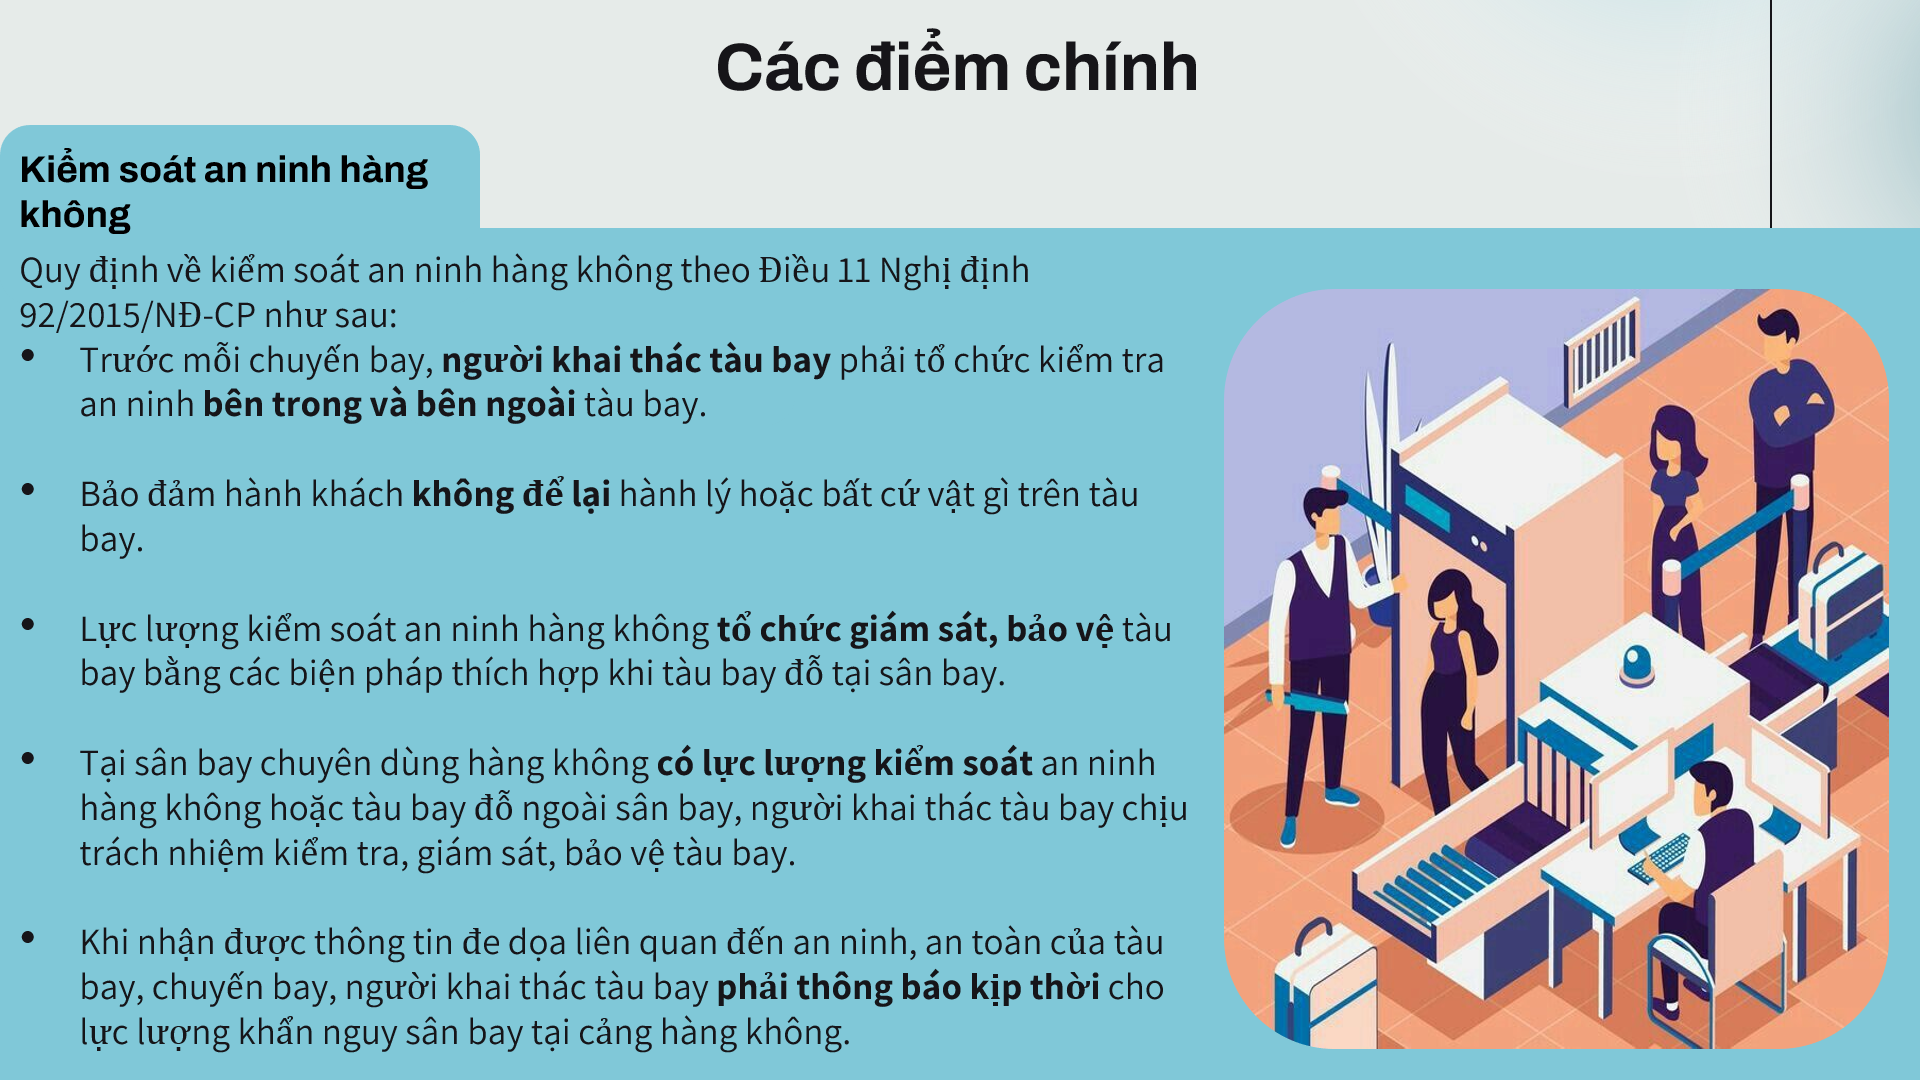 Các điểm chính
Kiểm soát an ninh hàng
không
Quy định về kiểm soát an ninh hàng không theo Điều 11 Nghị định
92/2015/NĐ-CP như sau:
• Trước mỗi chuyến bay, người khai thác tàu bay phải tổ chức kiểm tra
an ninh bên trong và bên ngoài tàu bay.
• Bảo đảm hành khách không để lại hành lý hoặc bất cứ vật gì trên tàu
bay.
• Lực lượng kiểm soát an ninh hàng không tổ chức giám sát, bảo vệ tàu
bay bằng các biện pháp thích hợp khi tàu bay đỗ tại sân bay.
• Tại sân bay chuyên dùng hàng không có lực lượng kiểm soát an ninh
hàng không hoặc tàu bay đỗ ngoài sân bay, người khai thác tàu bay chịu
trách nhiệm kiểm tra, giám sát, bảo vệ tàu bay.
• Khi nhận được thông tin đe dọa liên quan đến an ninh, an toàn của tàu
bay, chuyến bay, người khai thác tàu bay phải thông báo kịp thời cho
lực lượng khẩn nguy sân bay tại cảng hàng không.